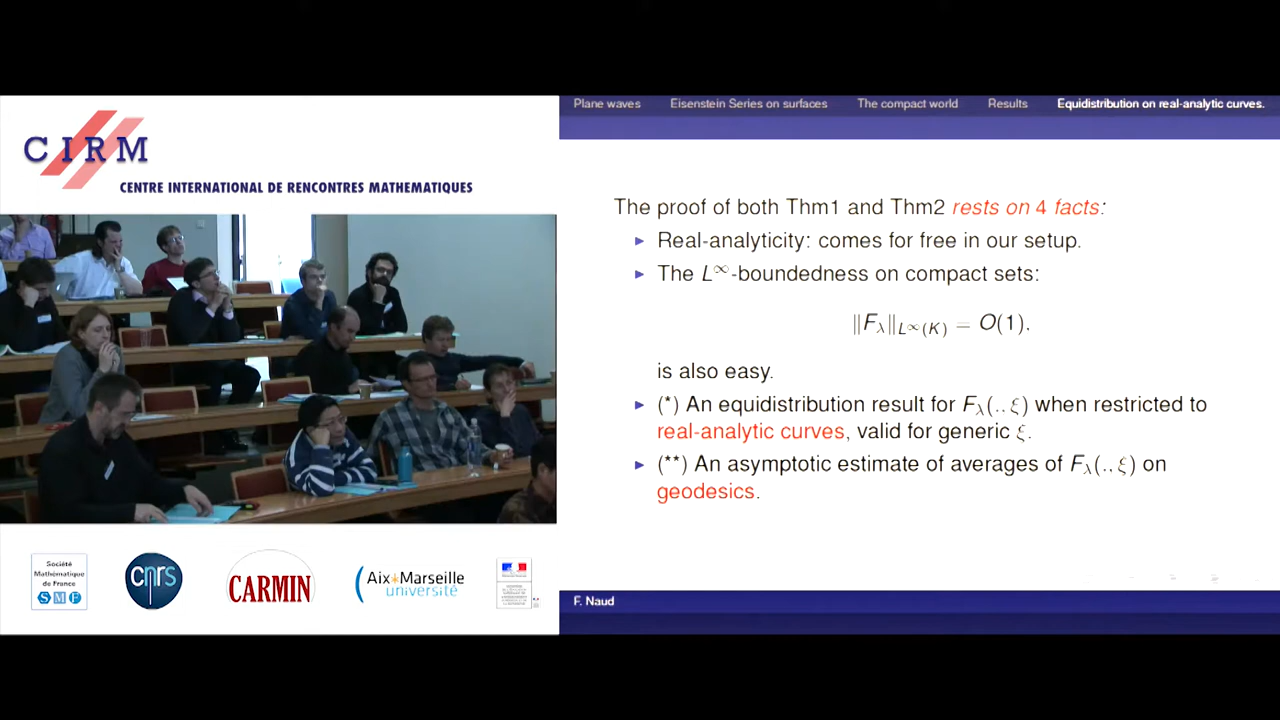 CIRM
CENTRE INTERNATIONAL DE RENCONTRES MATHEMATIQUES
Société
Mathématique
de France
SMF
cnrs
CARMIN
Aix*Marseille
université
Plane waves Eisenstein Series on surfaces The compact world Results Equidistribution on real-analytic curves.
The proof of both Thm1 and Thm2 rests on 4 facts:
▶ Real-analyticity: comes for free in our setup.
▶ The L^∞-boundedness on compact sets:
‖F_λ‖_{L^∞(K)} = O(1).
is also easy.
▶ (*) An equidistribution result for F_λ(.. ξ) when restricted to
real-analytic curves, valid for generic ξ.
▶ (**) An asymptotic estimate of averages of F_λ(.. ξ) on
geodesics.
F. Naud